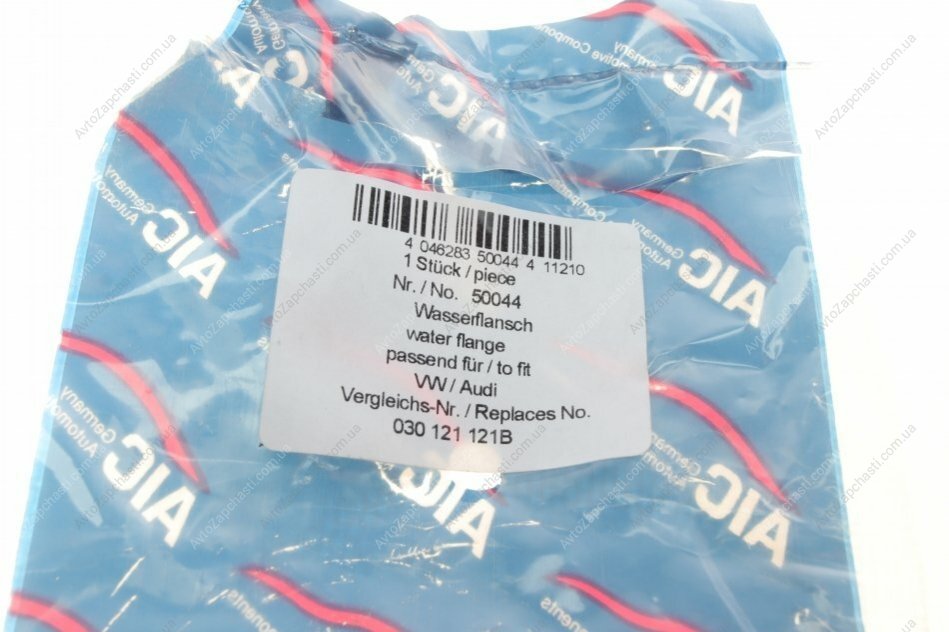 4 046283 50044 4 11210
1 Stück / piece
Nr. / No. 50044
Wasserflansch
water flange
passend für / to fit
VW / Audi
Vergleichs-Nr. / Replaces No.
030 121 121B
AIC
Germany
Automotive Components
AvtoZapchasti.com.ua